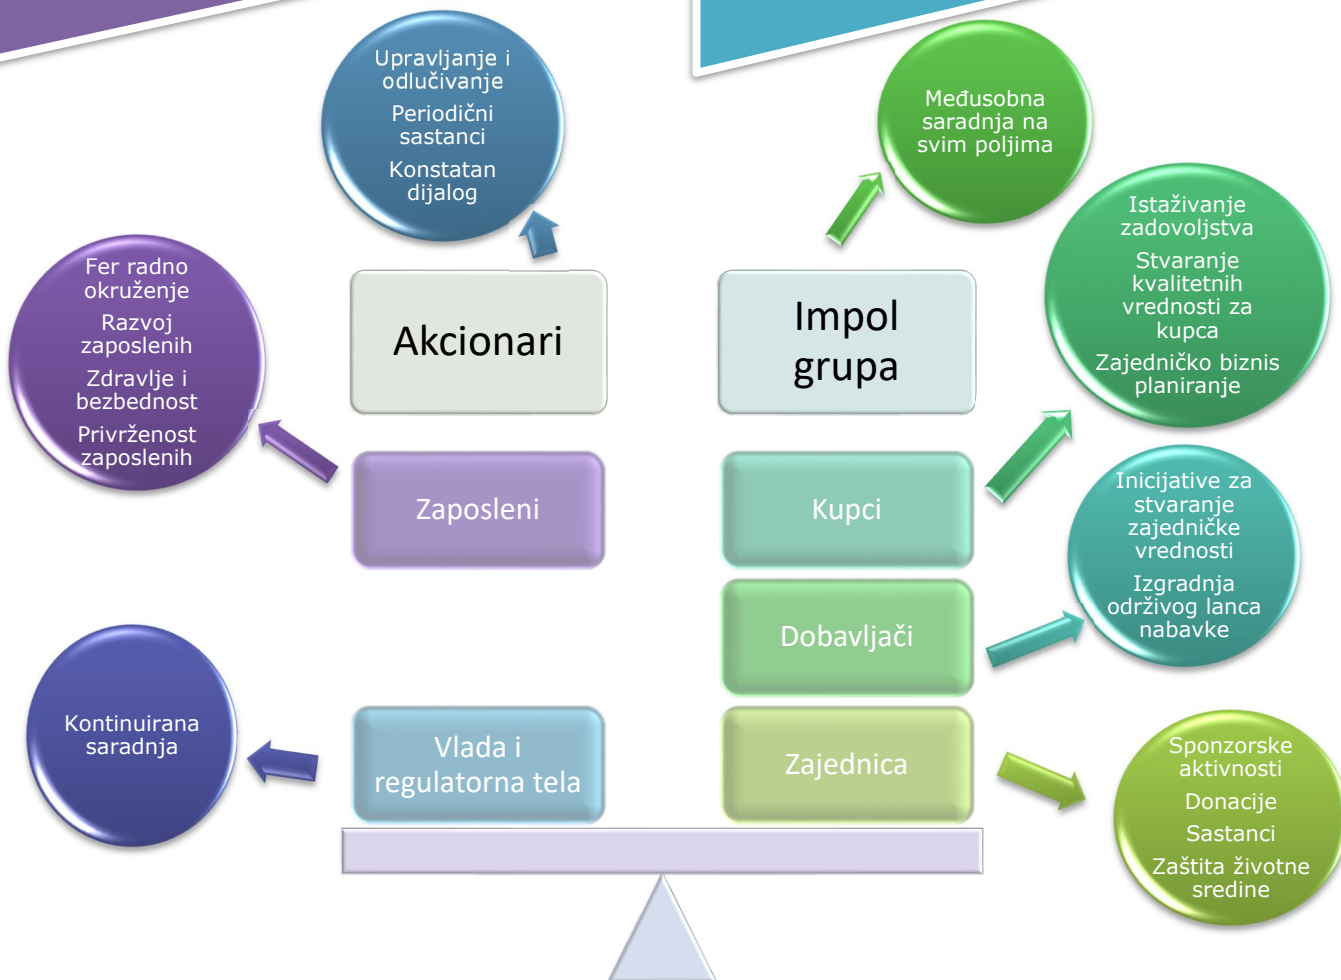 Upravljanje i
odlučivanje
Periodični
sastanci
Konstatan
dijalog
Međusobna
saradnja na
svim poljima
Fer radno
okruženje
Razvoj
zaposlenih
Zdravlje i
bezbednost
Privrženost
zaposlenih
Akcionari
Impol
grupa
Istaživanje
zadovoljstva
Stvaranje
kvalitetnih
vrednosti za
kupca
Zajedničko biznis
planiranje
Zaposleni
Kupci
Inicijative za
stvaranje
zajedničke
vrednosti
Izgradnja
održivog lanca
nabavke
Dobavljači
Kontinuirana
saradnja
Vlada i
regulatorna tela
Zajednica
Sponzorske
aktivnosti
Donacije
Sastanci
Zaštita životne
sredine